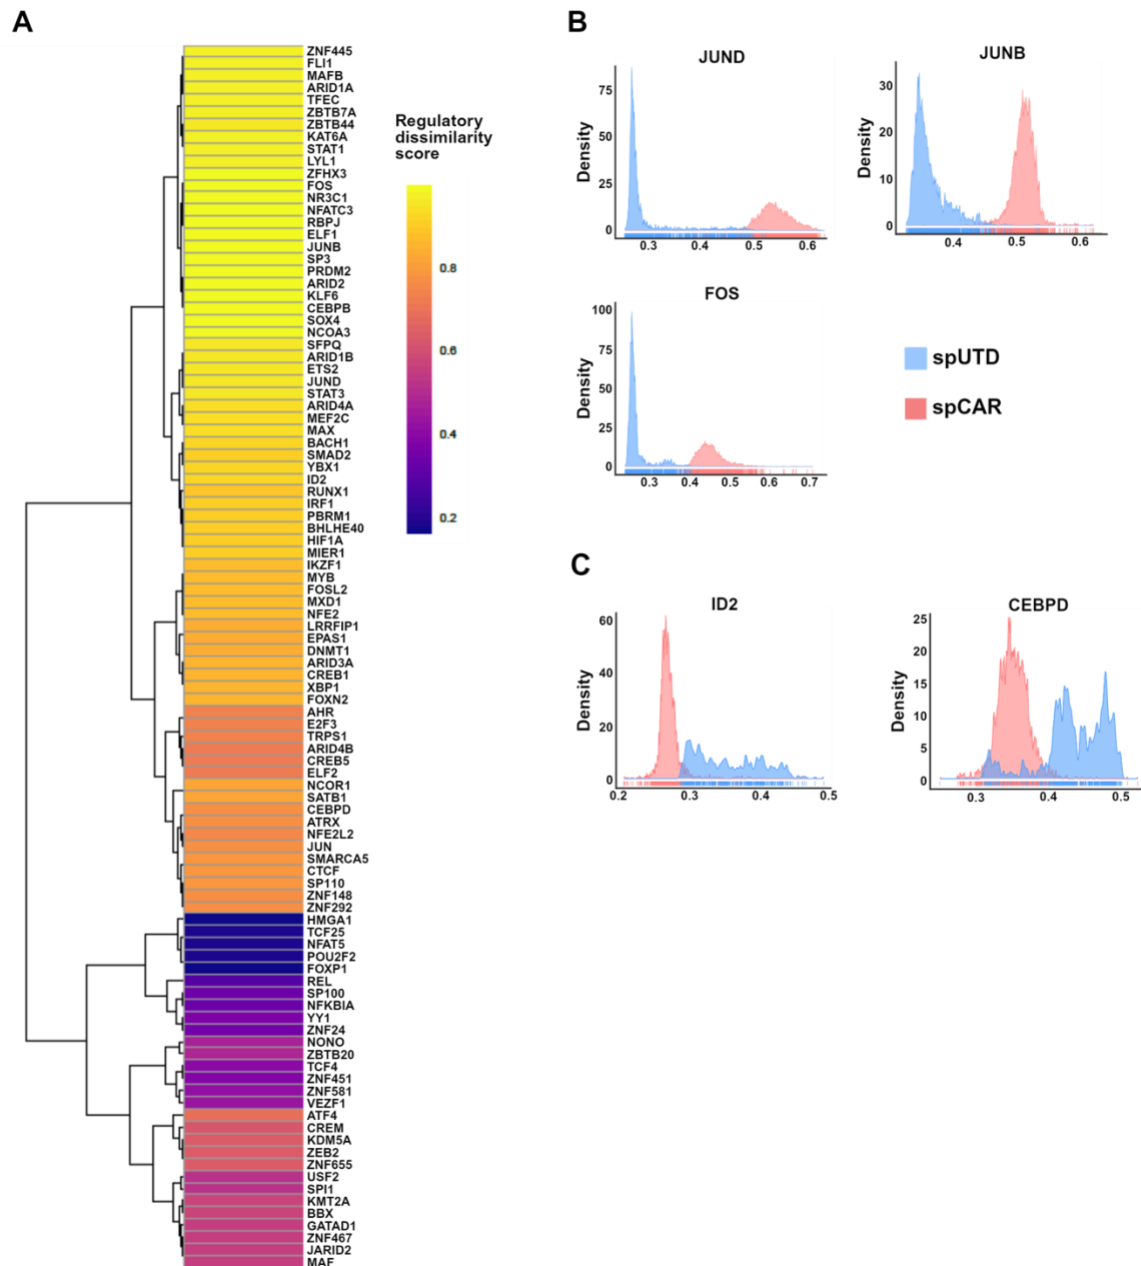 A
ZNF445
FLI1
MAFB
ARID1A
TFEC
ZBTB7A
ZBTB44
KAT6A
STAT1
LYL1
ZFHX3
FOS
NR3C1
NFATC3
RBPJ
ELF1
JUNB
SP3
PRDM2
ARID2
KLF6
CEBPB
SOX4
NCOA3
SFPQ
ARID1B
ETS2
JUND
STAT3
ARID4A
MEF2C
MAX
BACH1
SMAD2
YBX1
ID2
RUNX1
IRF1
PBRM1
BHLHE40
HIF1A
MIER1
IKZF1
MYB
FOSL2
MXD1
NFE2
LRRFIP1
EPAS1
DNMT1
ARID3A
CREB1
XBP1
FOXN2
AHR
E2F3
TRPS1
ARID4B
CREB5
ELF2
NCOR1
SATB1
CEBPD
ATRX
NFE2L2
JUN
SMARCA5
CTCF
SP110
ZNF148
ZNF292
HMGA1
TCF25
NFAT5
POU2F2
FOXP1
REL
SP100
NFKBIA
YY1
ZNF24
NONO
ZBTB20
TCF4
ZNF451
ZNF581
VEZF1
ATF4
CREM
KDM5A
ZEB2
ZNF655
USF2
SPI1
KMT2A
BBX
GATAD1
ZNF467
JARID2
MAF
Regulatory
dissimilarity
score
0.8
0.6
0.4
0.2
B
JUND
Density
75
50
25
0
0.3 0.4 0.5 0.6
JUNB
Density
30
20
10
0
0.4 0.5 0.6
FOS
Density
100
75
50
25
0
0.3 0.4 0.5 0.6 0.7
spUTD
spCAR
C
ID2
Density
60
40
20
0
0.2 0.3 0.4 0.5
CEBPD
Density
25
20
15
10
5
0
0.3 0.4 0.5